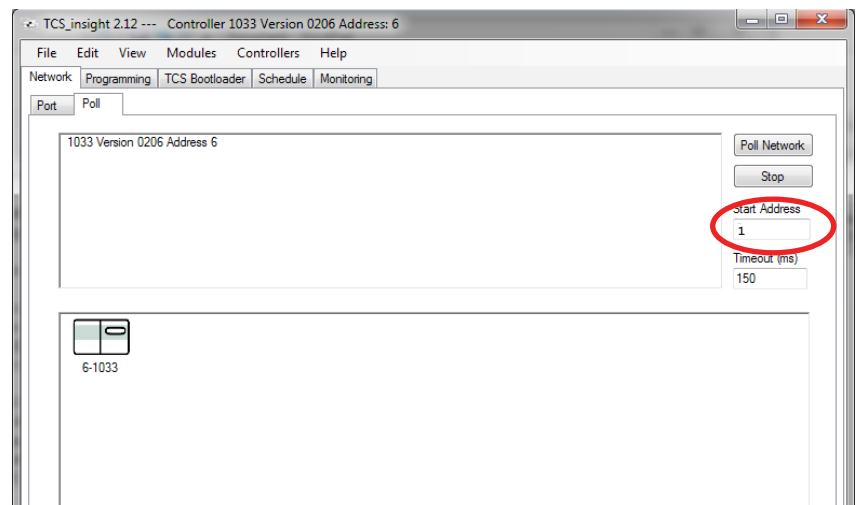 TCS_insight 2.12 --- Controller 1033 Version 0206 Address: 6
File Edit View Modules Controllers Help
Network Programming TCS Bootloader Schedule Monitoring
Port Poll
1033 Version 0206 Address 6
Poll Network
Stop
Start Address
1
Timeout (ms)
150
6-1033